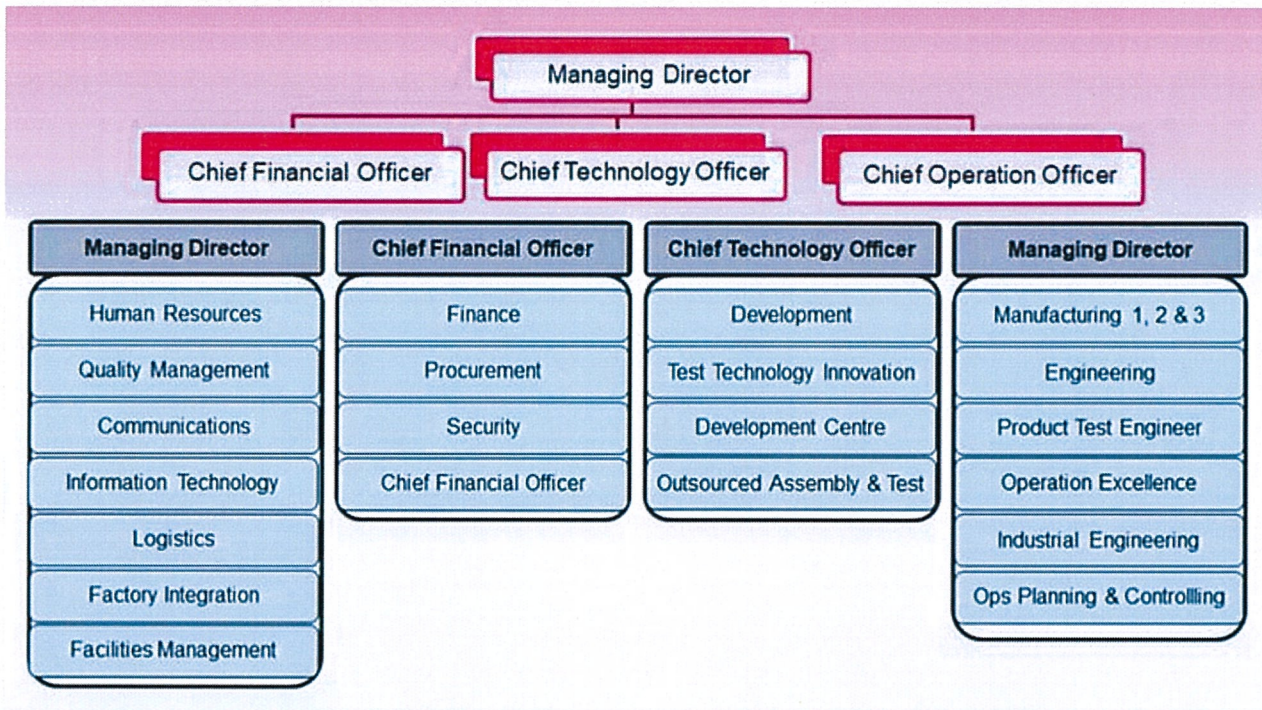 Managing Director
Chief Financial Officer
Chief Technology Officer
Chief Operation Officer
Managing Director
Human Resources
Quality Management
Communications
Information Technology
Logistics
Factory Integration
Facilities Management
Chief Financial Officer
Finance
Procurement
Security
Chief Financial Officer
Chief Technology Officer
Development
Test Technology Innovation
Development Centre
Outsourced Assembly & Test
Managing Director
Manufacturing 1, 2 & 3
Engineering
Product Test Engineer
Operation Excellence
Industrial Engineering
Ops Planning & Controllling